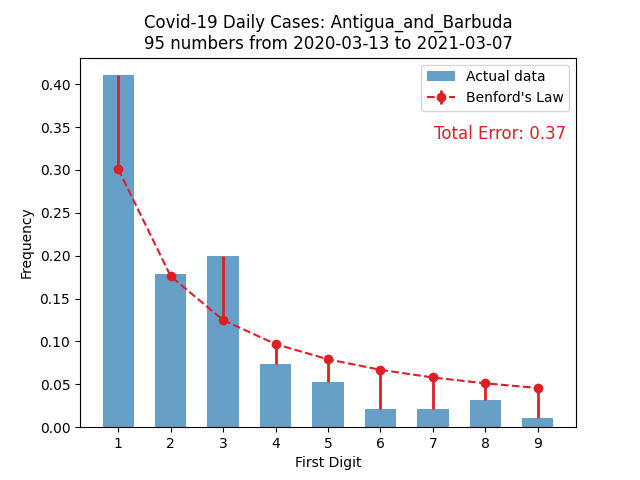 Covid-19 Daily Cases: Antigua_and_Barbuda
95 numbers from 2020-03-13 to 2021-03-07
Actual data
Benford's Law
Total Error: 0.37
Frequency
0.40
0.35
0.30
0.25
0.20
0.15
0.10
0.05
0.00
1 2 3 4 5 6 7 8 9
First Digit